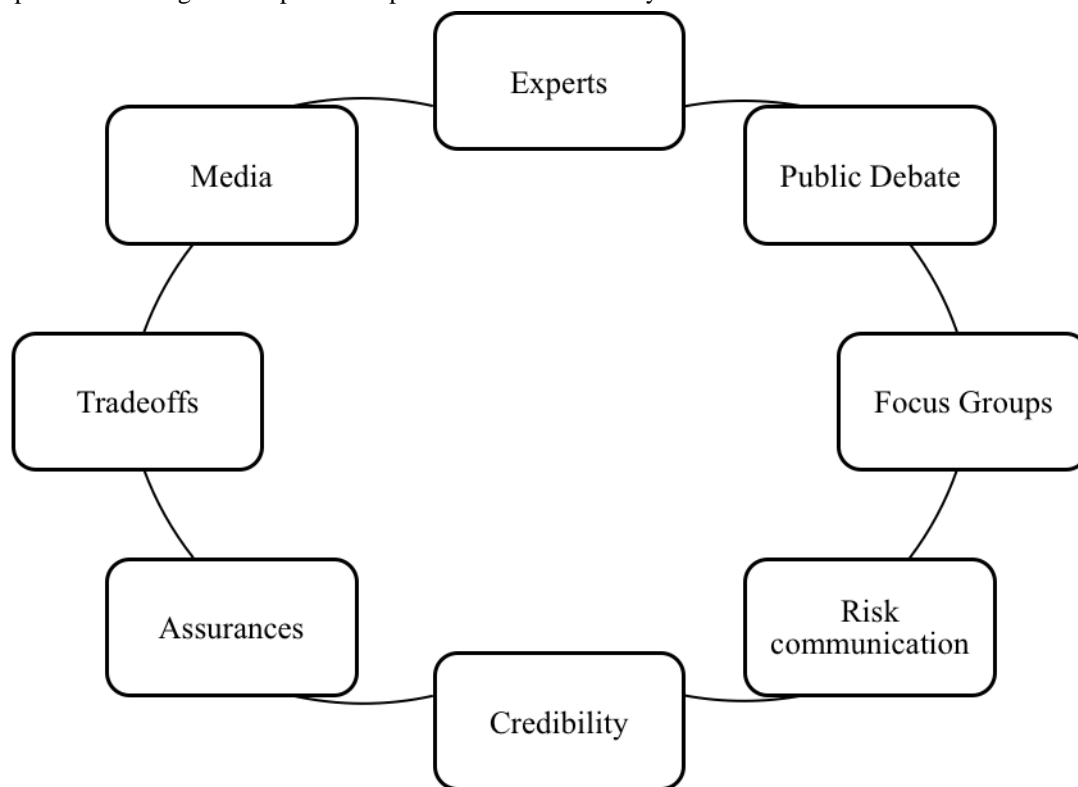 Experts
Media
Public Debate
Tradeoffs
Focus Groups
Assurances
Risk
communication
Credibility